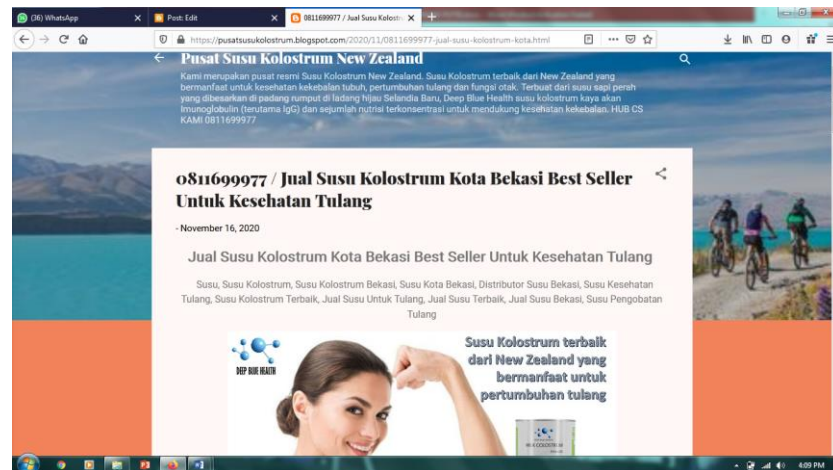 (36) WhatsApp
Post: Edit
0811699977 / Jual Susu Kolostr
https://pusatsusukolostrum.blogspot.com/2020/11/0811699977-jual-susu-kolostrum-kota.html
Pusat Susu Kolostrum New Zealand
Kami merupakan pusat resmi Susu Kolostrum New Zealand. Susu Kolostrum terbaik dari New Zealand yang
bermanfaat untuk kesehatan kekebalan tubuh, pertumbuhan tulang dan fungsi otak. Terbuat dari susu sapi perah
yang dibesarkan di padang rumput di ladang hijau Selandia Baru, Deep Blue Health susu kolostrum kaya akan
Imunoglobulin (terutama IgG) dan sejumlah nutrisi terkonsentrasi untuk mendukung kesehatan kekebalan. HUB CS
KAMI 0811699977
0811699977 / Jual Susu Kolostrum Kota Bekasi Best Seller
Untuk Kesehatan Tulang
- November 16, 2020
Jual Susu Kolostrum Kota Bekasi Best Seller Untuk Kesehatan Tulang
Susu, Susu Kolostrum, Susu Kolostrum Bekasi, Susu Kota Bekasi, Distributor Susu Bekasi, Susu Kesehatan
Tulang, Susu Kolostrum Terbaik, Jual Susu Untuk Tulang, Jual Susu Terbaik, Jual Susu Bekasi, Susu Pengobatan
Tulang
DEEP BLUE HEALTH
Susu Kolostrum terbaik
dari New Zealand yang
bermanfaat untuk
pertumbuhan tulang
4:09 PM